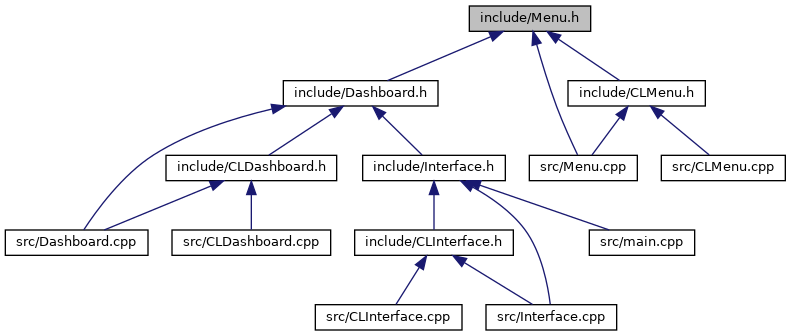 include/Menu.h
include/Dashboard.h
include/CLMenu.h
include/CLDashboard.h
include/Interface.h
src/Menu.cpp
src/CLMenu.cpp
src/Dashboard.cpp
src/CLDashboard.cpp
include/CLInterface.h
src/main.cpp
src/CLInterface.cpp
src/Interface.cpp